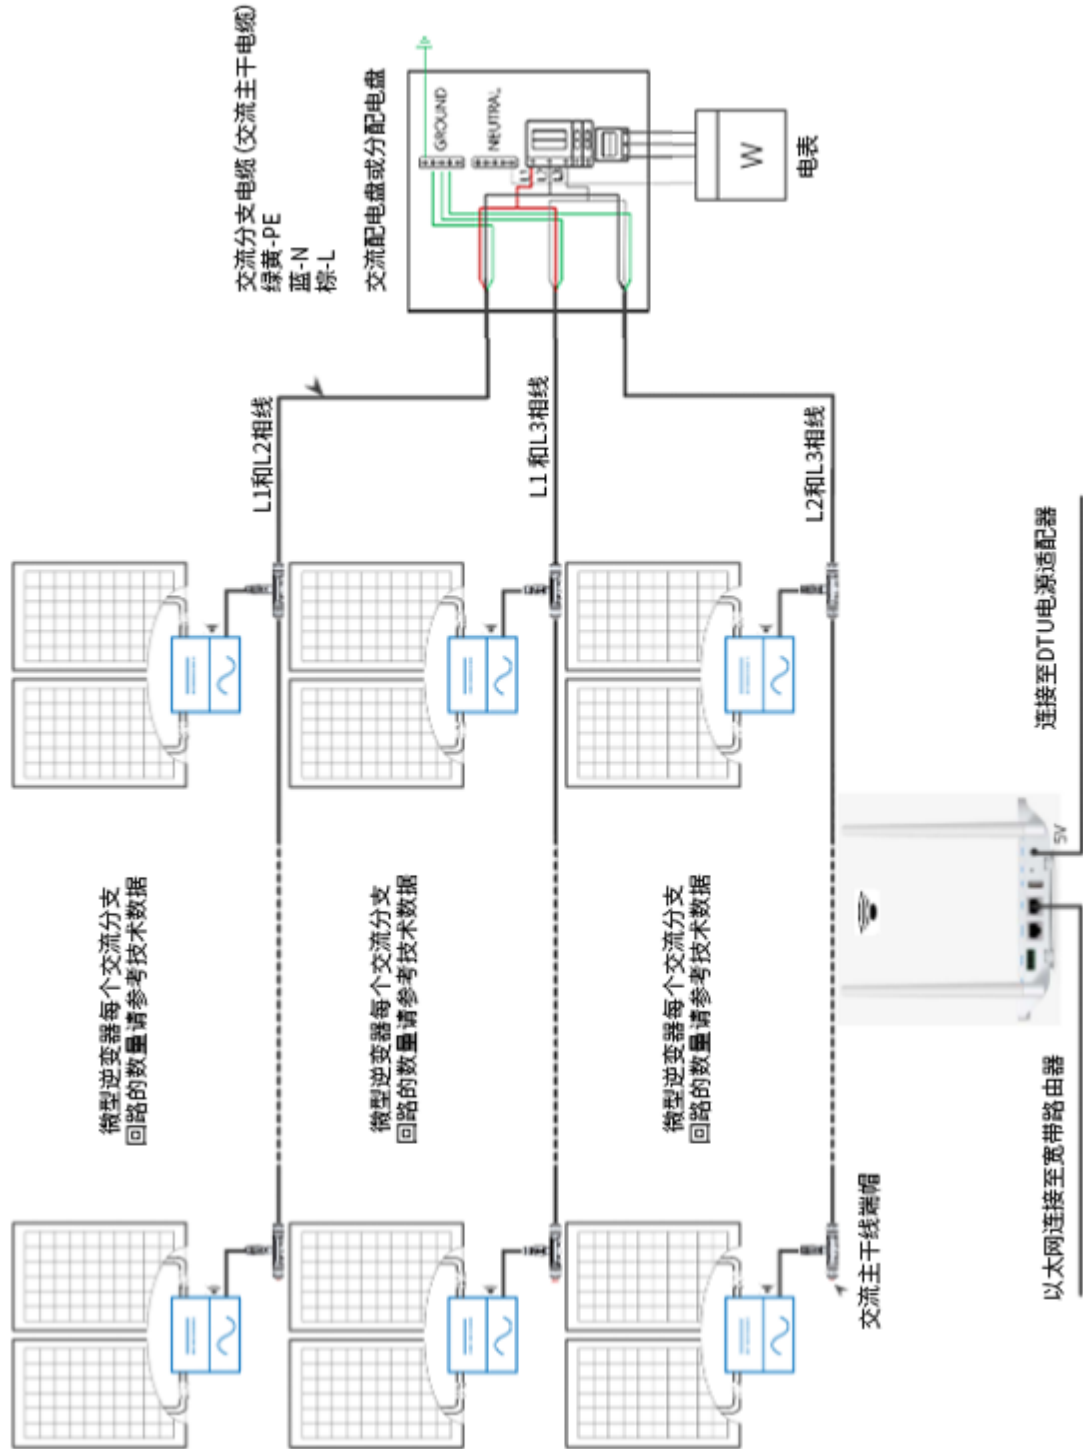 交流分支电缆 (交流主干电缆)
绿黄-PE
蓝-N
棕-L
交流配电盘或分配电盘
GROUND
NEUTRAL
L1
L2
L3
W
电表
L1和L2相线
L1 和L3相线
L2和L3相线
微型逆变器每个交流分支
回路的数量请参考技术数据
微型逆变器每个交流分支
回路的数量请参考技术数据
微型逆变器每个交流分支
回路的数量请参考技术数据
交流主干线端帽
连接至DTU电源适配器
5V
以太网连接至宽带路由器